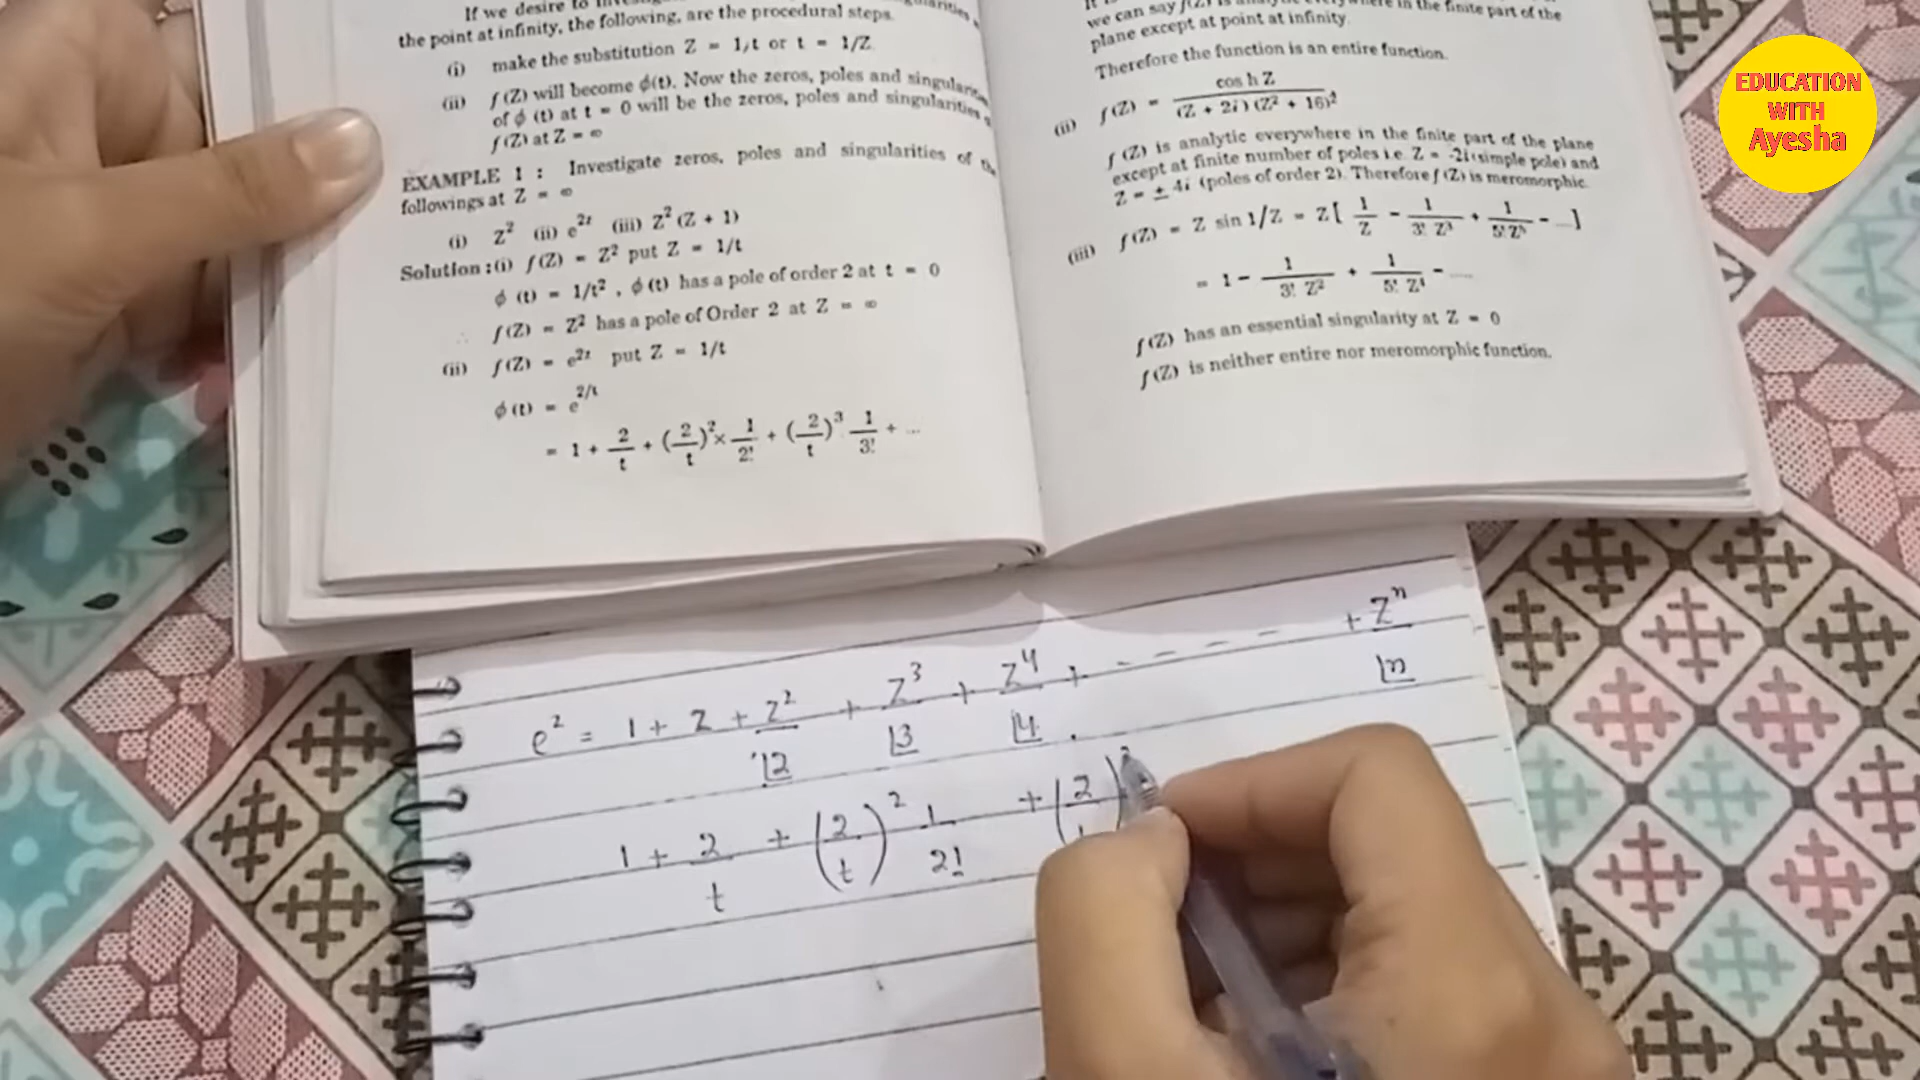 If we desire to
the point at infinity, the following, are the procedural steps.
(i) make the substitution Z = 1/t or t = 1/Z
(ii) f(Z) will become ϕ(t). Now the zeros, poles and singularities
of ϕ (t) at t = 0 will be the zeros, poles and singularities
f(Z) at Z = ∞
EXAMPLE 1 : Investigate zeros, poles and singularities of the
followings at Z = ∞
(i) Z² (ii) e²ᶻ (iii) Z² (Z + 1)
Solution : (i) f(Z) = Z² put Z = 1/t
ϕ (t) = 1/t² , ϕ(t) has a pole of order 2 at t = 0
∴ f(Z) = Z² has a pole of Order 2 at Z = ∞
(ii) f(Z) = e²ᶻ put Z = 1/t
ϕ(t) = e^2/t
= 1 + 2/t + (2/t)² × 1/2! + (2/t)³ 1/3! + ...
we can say f(Z) is analytic everywhere in the finite part of the
plane except at point at infinity.
Therefore the function is an entire function.
(ii) f(Z) = cos h Z / (Z + 2i) (Z² + 16)²
f(Z) is analytic everywhere in the finite part of the plane
except at finite number of poles i.e. Z = -2i (simple pole) and
Z = ± 4i (poles of order 2). Therefore f(Z) is meromorphic.
(iii) f(Z) = Z sin 1/Z = Z [ 1/Z - 1/3! Z³ + 1/5! Z⁵ - ...]
= 1 - 1/3! Z² + 1/5! Z⁴ - .....
f(Z) has an essential singularity at Z = 0
f(Z) is neither entire nor meromorphic function.
EDUCATION
WITH
Ayesha
e² = 1 + z + z²/⌊2 + z³/⌊3 + z⁴/⌊4 + - - - - - + zⁿ/⌊n
1 + 2/t + (2/t)² 1/2! + (2